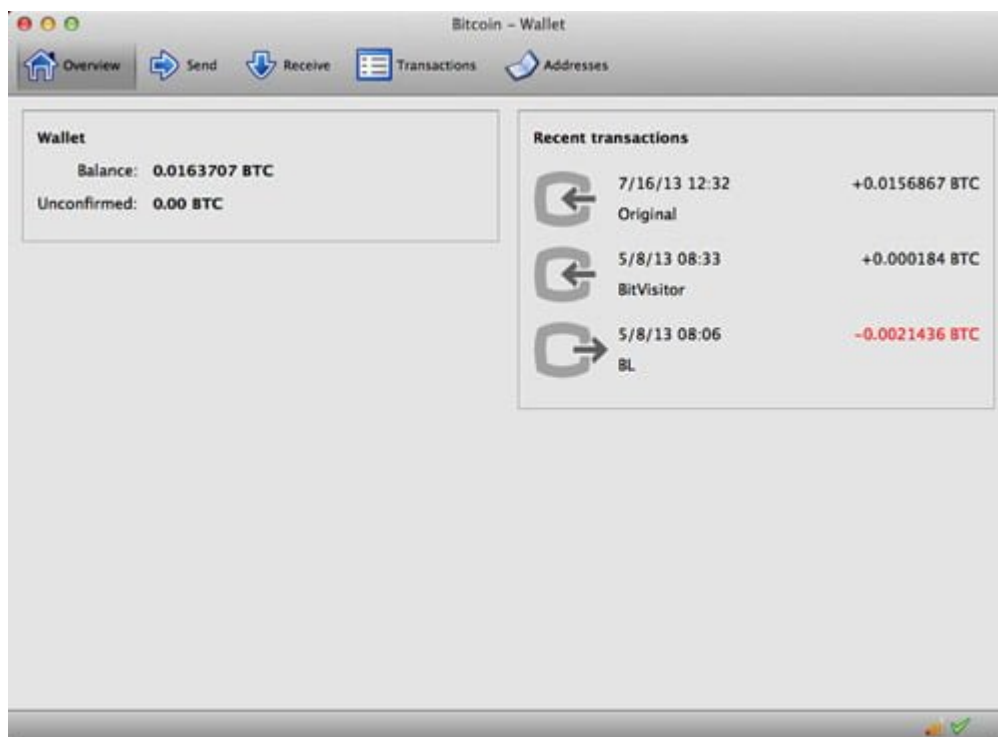 Bitcoin - Wallet
Overview Send Receive Transactions Addresses
Wallet
Balance: 0.0163707 BTC
Unconfirmed: 0.00 BTC
Recent transactions
7/16/13 12:32 +0.0156867 BTC
Original
5/8/13 08:33 +0.000184 BTC
BitVisitor
5/8/13 08:06 -0.0021436 BTC
BL